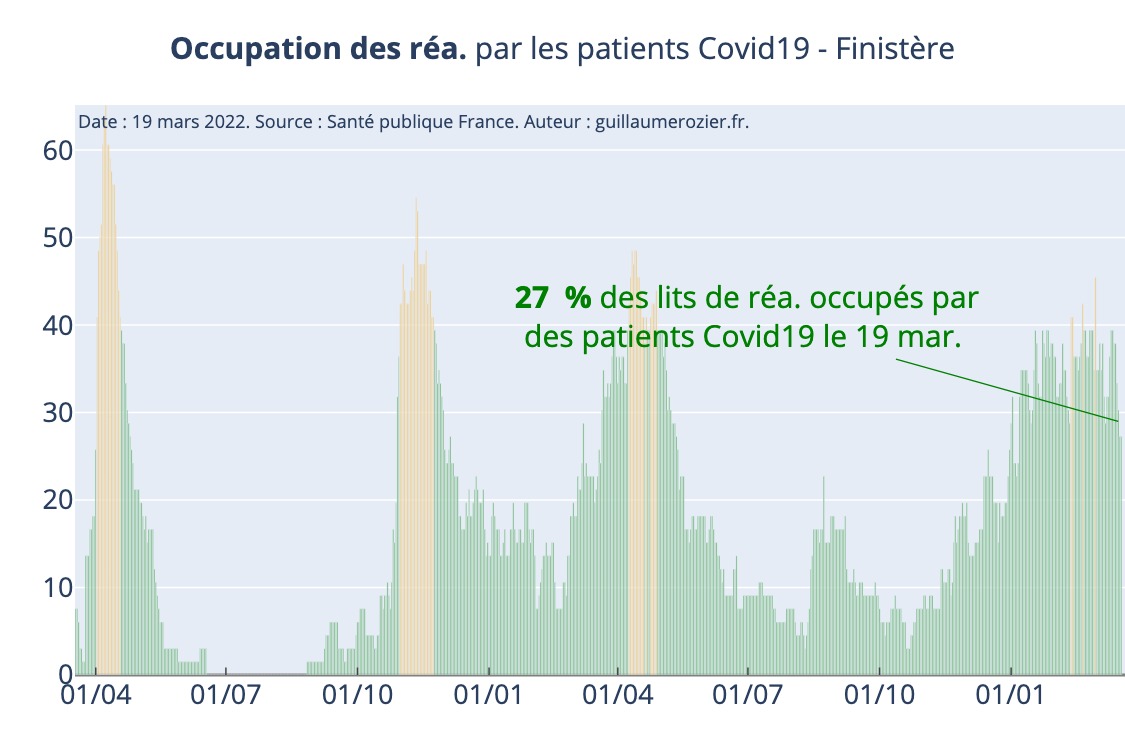 Occupation des réa. par les patients Covid19 - Finistère
Date : 19 mars 2022. Source : Santé publique France. Auteur : guillaumerozier.fr.
60
50
40
30
20
10
0
27 % des lits de réa. occupés par
des patients Covid19 le 19 mar.
01/04 01/07 01/10 01/01 01/04 01/07 01/10 01/01